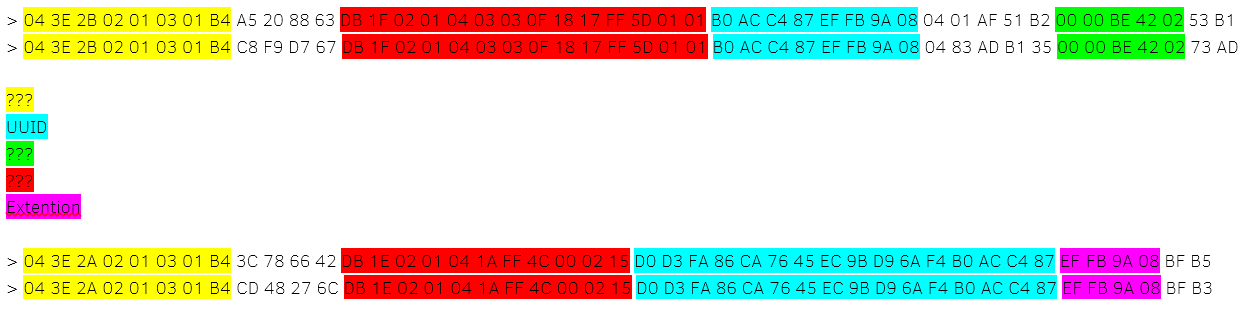 > 04 3E 2B 02 01 03 01 B4 A5 20 88 63 DB 1F 02 01 04 03 03 0F 18 17 FF 5D 01 01 B0 AC C4 87 EF FB 9A 08 04 01 AF 51 B2 00 00 BE 42 02 53 B1
> 04 3E 2B 02 01 03 01 B4 C8 F9 D7 67 DB 1F 02 01 04 03 03 0F 18 17 FF 5D 01 01 B0 AC C4 87 EF FB 9A 08 04 83 AD B1 35 00 00 BE 42 02 73 AD
???
UUID
???
???
Extention
> 04 3E 2A 02 01 03 01 B4 3C 78 66 42 DB 1E 02 01 04 1A FF 4C 00 02 15 D0 D3 FA 86 CA 76 45 EC 9B D9 6A F4 B0 AC C4 87 EF FB 9A 08 BF B5
> 04 3E 2A 02 01 03 01 B4 CD 48 27 6C DB 1E 02 01 04 1A FF 4C 00 02 15 D0 D3 FA 86 CA 76 45 EC 9B D9 6A F4 B0 AC C4 87 EF FB 9A 08 BF B3